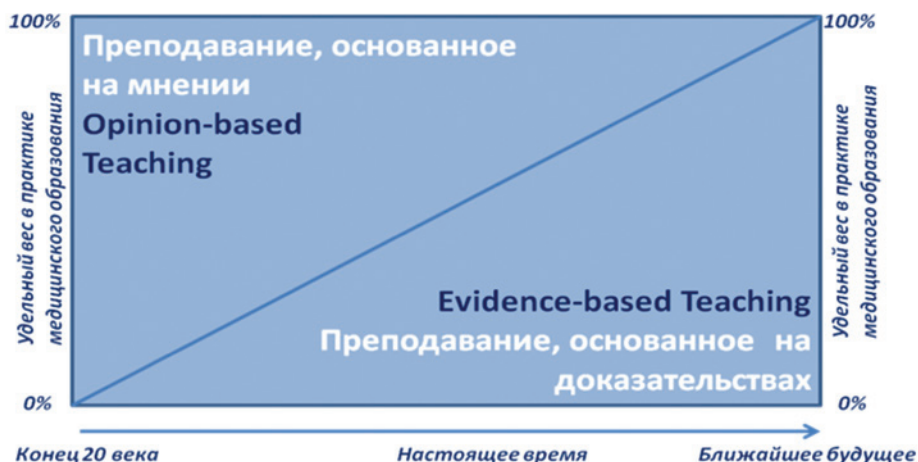 100%
100%
Преподавание, основанное
на мнении
Opinion-based
Teaching
Удельный вес в практике
медицинского образования
Удельный вес в практике
медицинского образования
Evidence-based Teaching
Преподавание, основанное на
доказательствах
0%
0%
Конец 20 века
Настоящее время
Ближайшее будущее